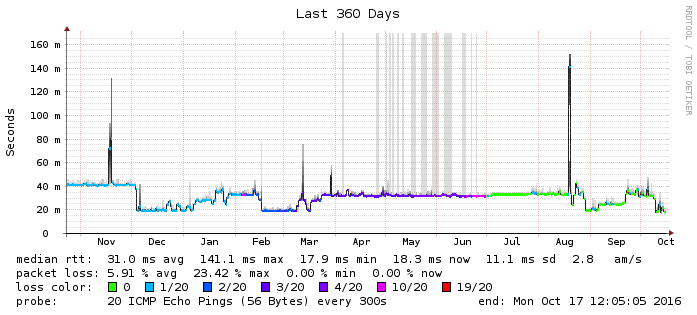 Last 360 Days
RRDTOOL / TOBI OETIKER
Seconds
160 m
140 m
120 m
100 m
80 m
60 m
40 m
20 m
0
Nov Dec Jan Feb Mar Apr May Jun Jul Aug Sep Oct
median rtt: 31.0 ms avg 141.1 ms max 17.9 ms min 18.3 ms now 11.1 ms sd 2.8 am/s
packet loss: 5.91 % avg 23.42 % max 0.00 % min 0.00 % now
loss color: 0 1/20 2/20 3/20 4/20 10/20 19/20
probe: 20 ICMP Echo Pings (56 Bytes) every 300s end: Mon Oct 17 12:05:05 2016